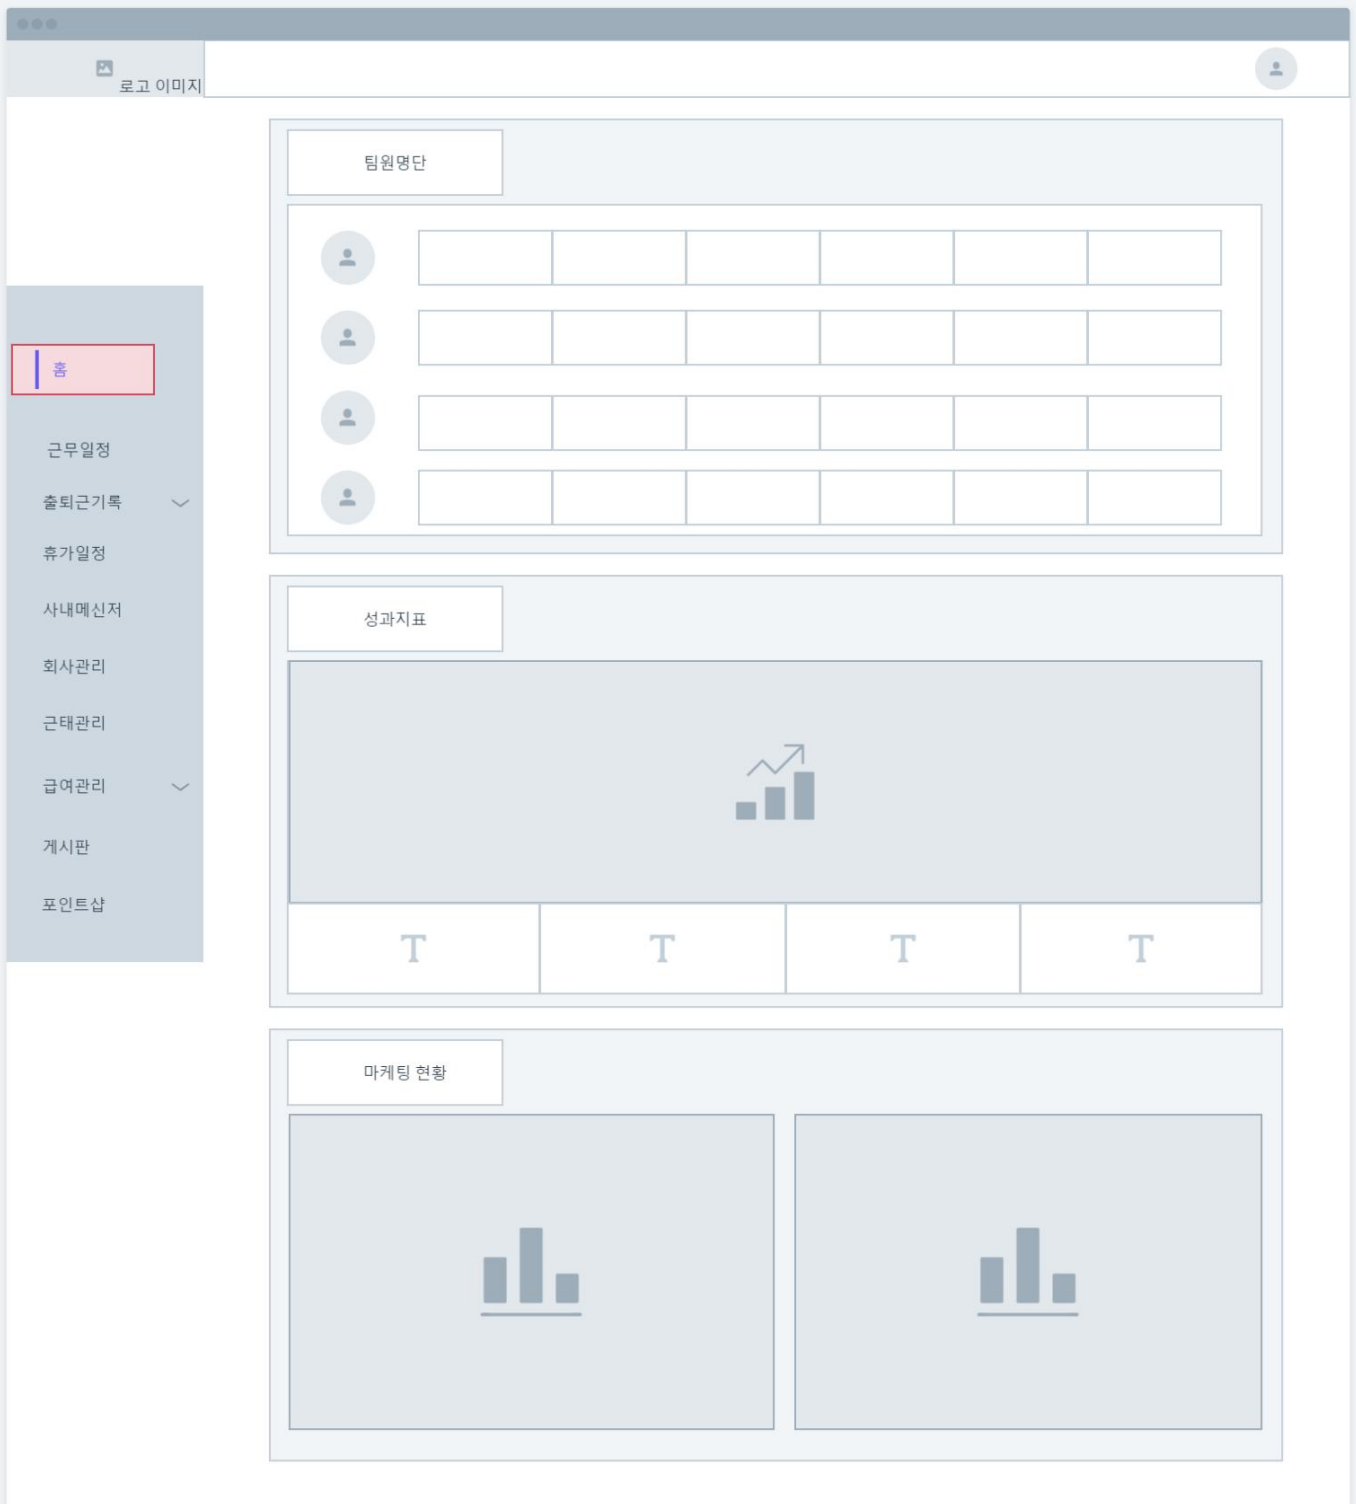 로고 이미지
홈
근무일정
출퇴근기록
휴가일정
사내메신저
회사관리
근태관리
급여관리
게시판
포인트샵
팀원명단
성과지표
T T T T
마케팅 현황